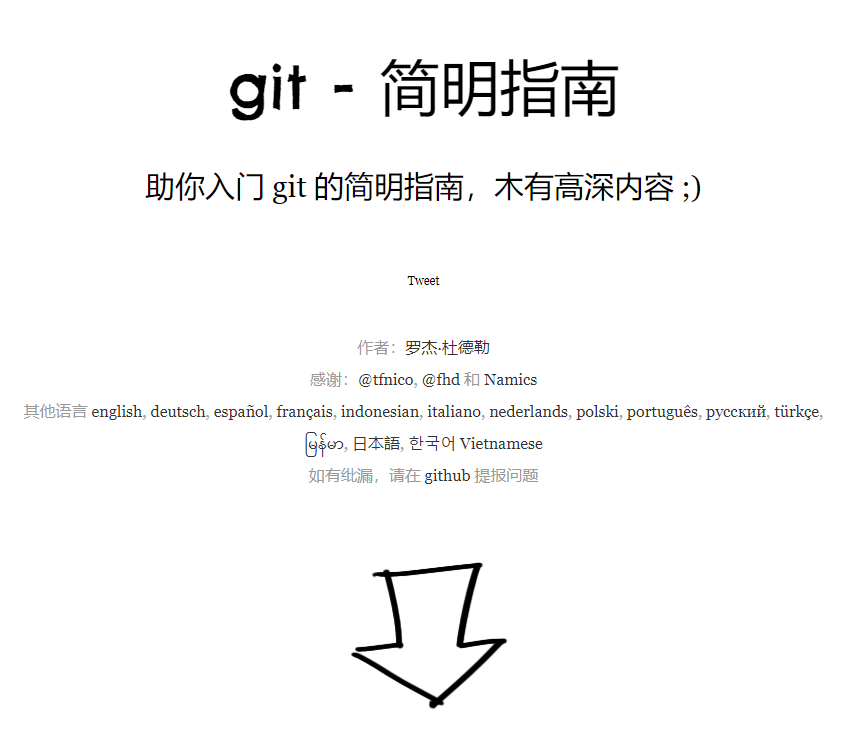 git - 简明指南
助你入门 git 的简明指南，木有高深内容 ;)
Tweet
作者：罗杰·杜德勒
感谢：@tfnico, @fhd 和 Namics
其他语言 english, deutsch, español, français, indonesian, italiano, nederlands, polski, português, русский, türkçe,
မြန်မာ, 日本語, 한국어 Vietnamese
如有纰漏，请在 github 提报问题